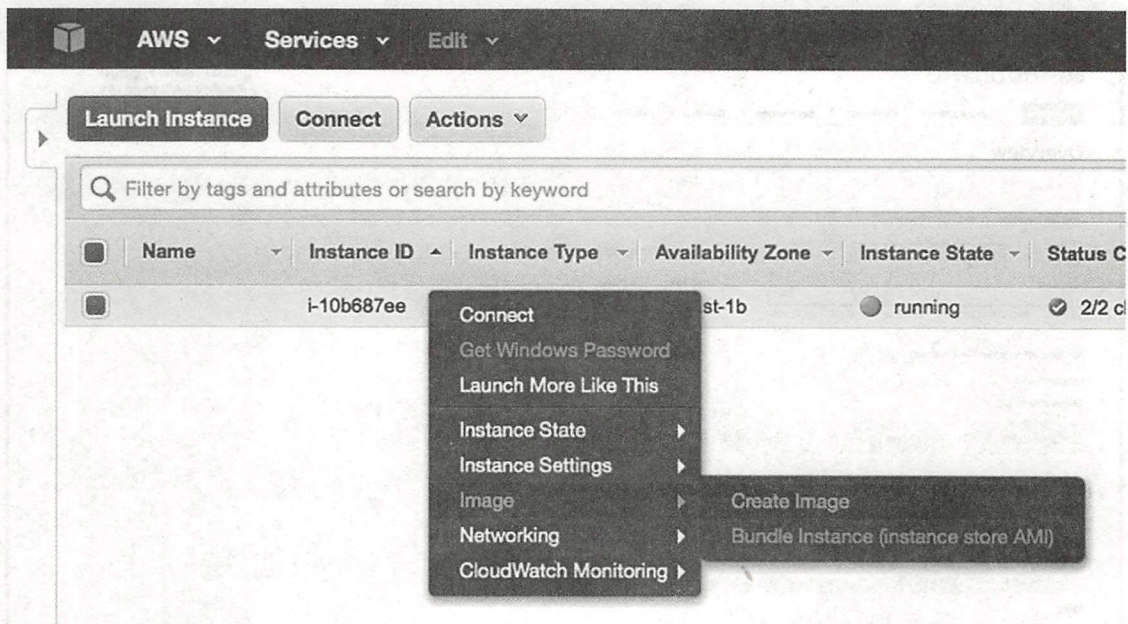 AWS Services Edit
Launch Instance Connect Actions
Filter by tags and attributes or search by keyword
Name Instance ID Instance Type Availability Zone Instance State Status C
i-10b687ee st-1b running 2/2 c
Connect
Get Windows Password
Launch More Like This
Instance State
Instance Settings
Image Create Image
Networking Bundle Instance (instance store AMI)
CloudWatch Monitoring